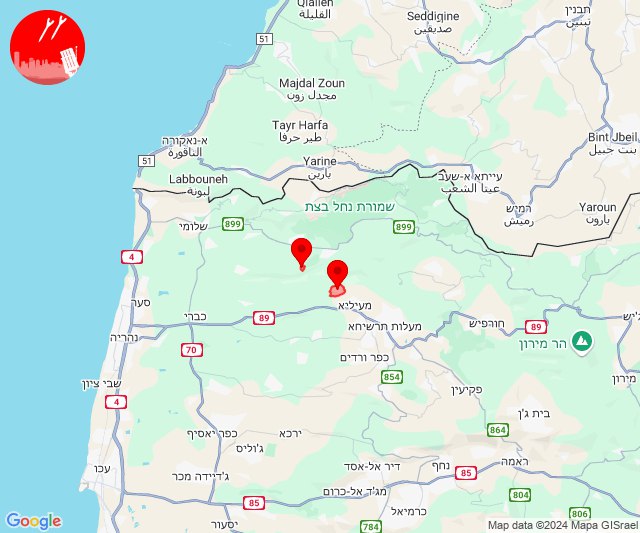 Qlaileh
القليلة
Seddiqine
صديقين
תבנין
تبنين
51
Majdal Zoun
مجدل زون
Tayr Harfa
طير حرفا
א-נאקורה
الناقورة
51
Bint Jbeil
بنت جبيل
Yarine
يارين
Labbouneh
لبونة
עייתא א-שעב
عيتا الشعب
רמיש
رميش
Yaroun
يارون
שמורת נחל בצת
שלומי
899
899
4
סער
כברי
מעיליא
89
נהריה
70
מעלות תרשיחא
חורפיש
89
ג'יש
הר מירון
כפר ורדים
854
שבי ציון
4
פקיעין
בית ג'ן
864
כפר יאסיף
ירכא
ג'וליס
עכו
ג'דיידה מכר
דיר אל-אסד
נחף
ראמה
85
85
מג'ד אל-כרום
804
כרמיאל
806
784
יסעור
Google
Map data ©2024 Mapa GISrael